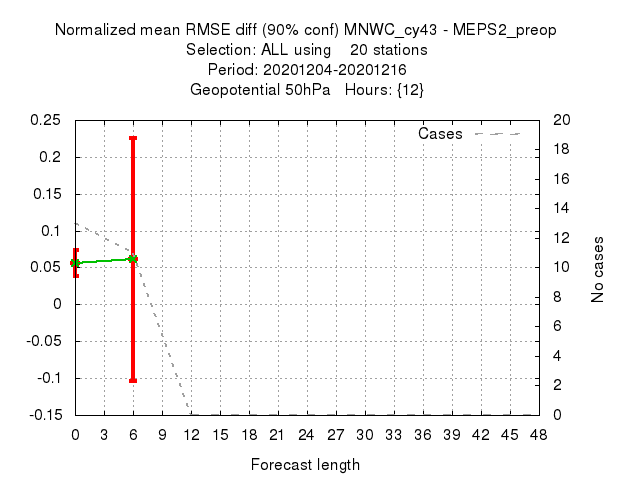 Normalized mean RMSE diff (90% conf) MNWC_cy43 - MEPS2_preop
Selection: ALL using    20 stations
Period: 20201204-20201216
Geopotential 50hPa   Hours: {12}
Cases
0.25
0.2
0.15
0.1
0.05
0
-0.05
-0.1
-0.15
20
18
16
14
12
10
8
6
4
2
0
No cases
0 3 6 9 12 15 18 21 24 27 30 33 36 39 42 45 48
Forecast length